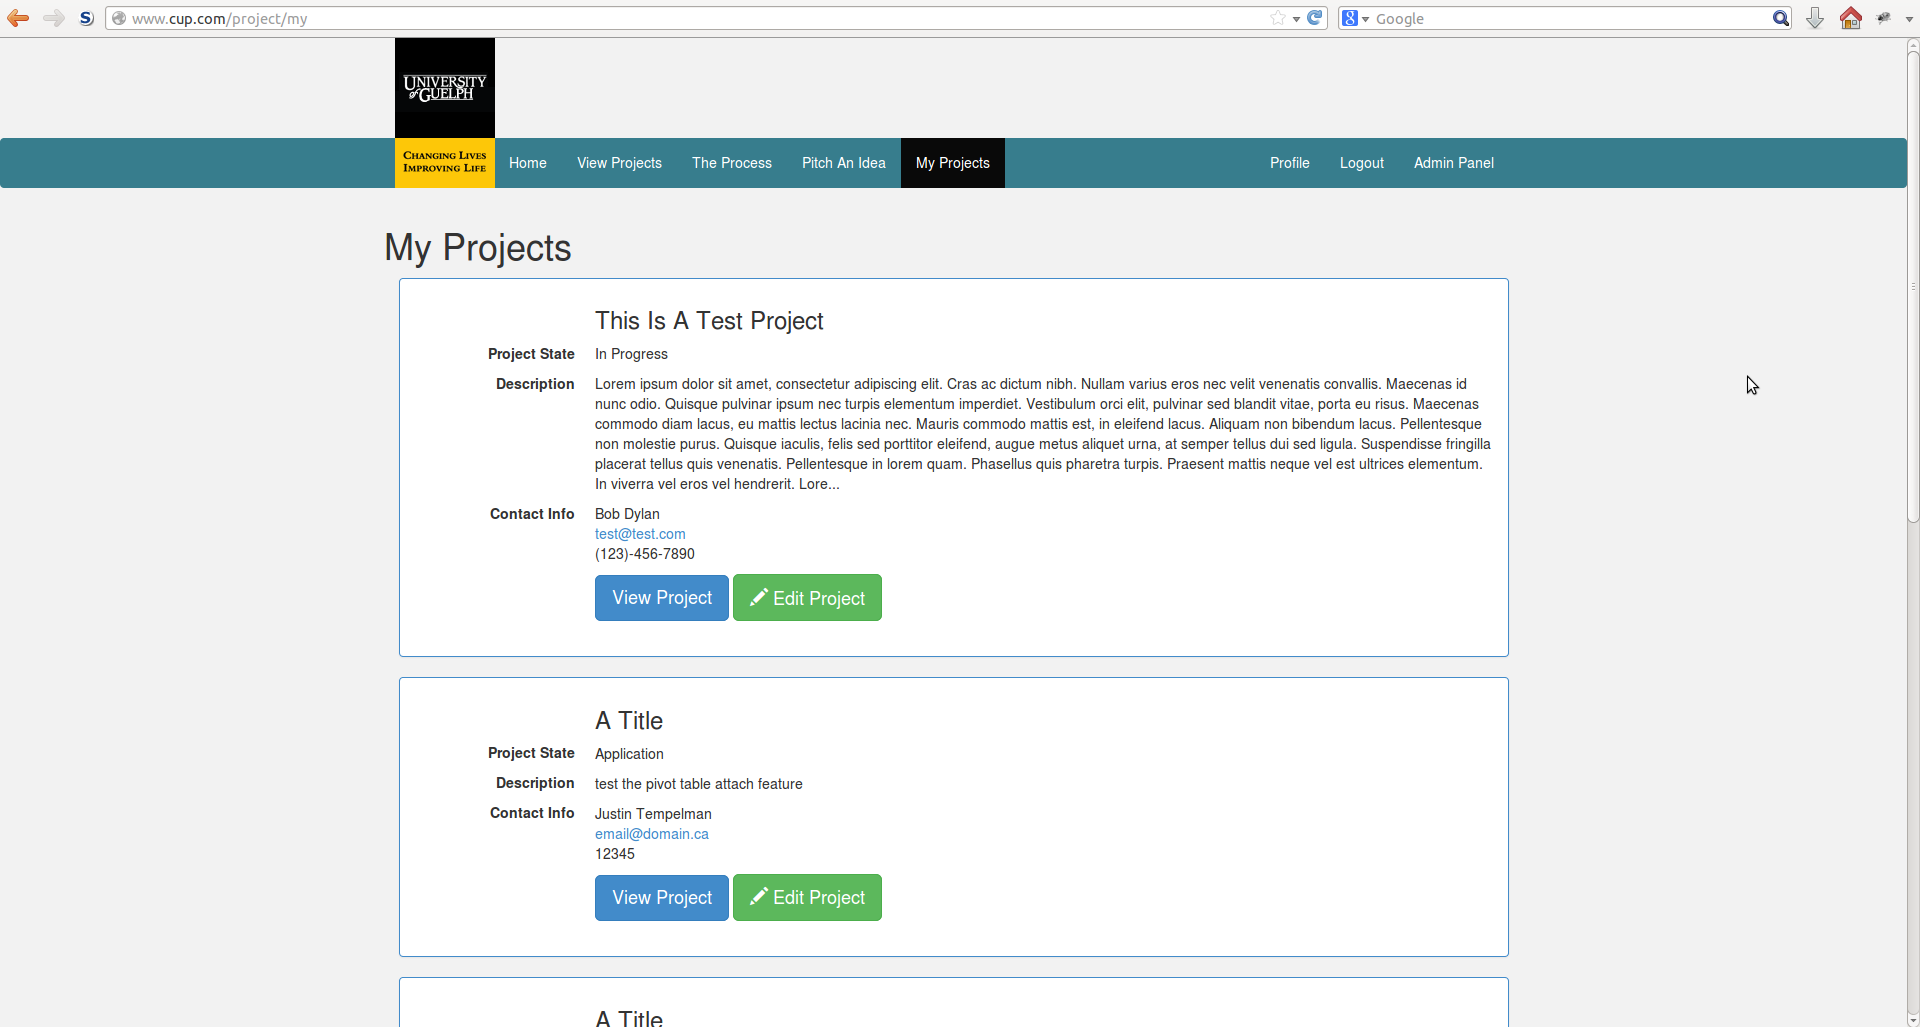 www.cup.com/project/my
Google
UNIVERSITY
of GUELPH
CHANGING LIVES
IMPROVING LIFE
Home
View Projects
The Process
Pitch An Idea
My Projects
Profile
Logout
Admin Panel
My Projects
This Is A Test Project
Project State
In Progress
Description
Lorem ipsum dolor sit amet, consectetur adipiscing elit. Cras ac dictum nibh. Nullam varius eros nec velit venenatis convallis. Maecenas id
nunc odio. Quisque pulvinar ipsum nec turpis elementum imperdiet. Vestibulum orci elit, pulvinar sed blandit vitae, porta eu risus. Maecenas
commodo diam lacus, eu mattis lectus lacinia nec. Mauris commodo mattis est, in eleifend lacus. Aliquam non bibendum lacus. Pellentesque
non molestie purus. Quisque iaculis, felis sed porttitor eleifend, augue metus aliquet urna, at semper tellus dui sed ligula. Suspendisse fringilla
placerat tellus quis venenatis. Pellentesque in lorem quam. Phasellus quis pharetra turpis. Praesent mattis neque vel est ultrices elementum.
In viverra vel eros vel hendrerit. Lore...
Contact Info
Bob Dylan
test@test.com
(123)-456-7890
View Project
Edit Project
A Title
Project State
Application
Description
test the pivot table attach feature
Contact Info
Justin Tempelman
email@domain.ca
12345
View Project
Edit Project
A Title